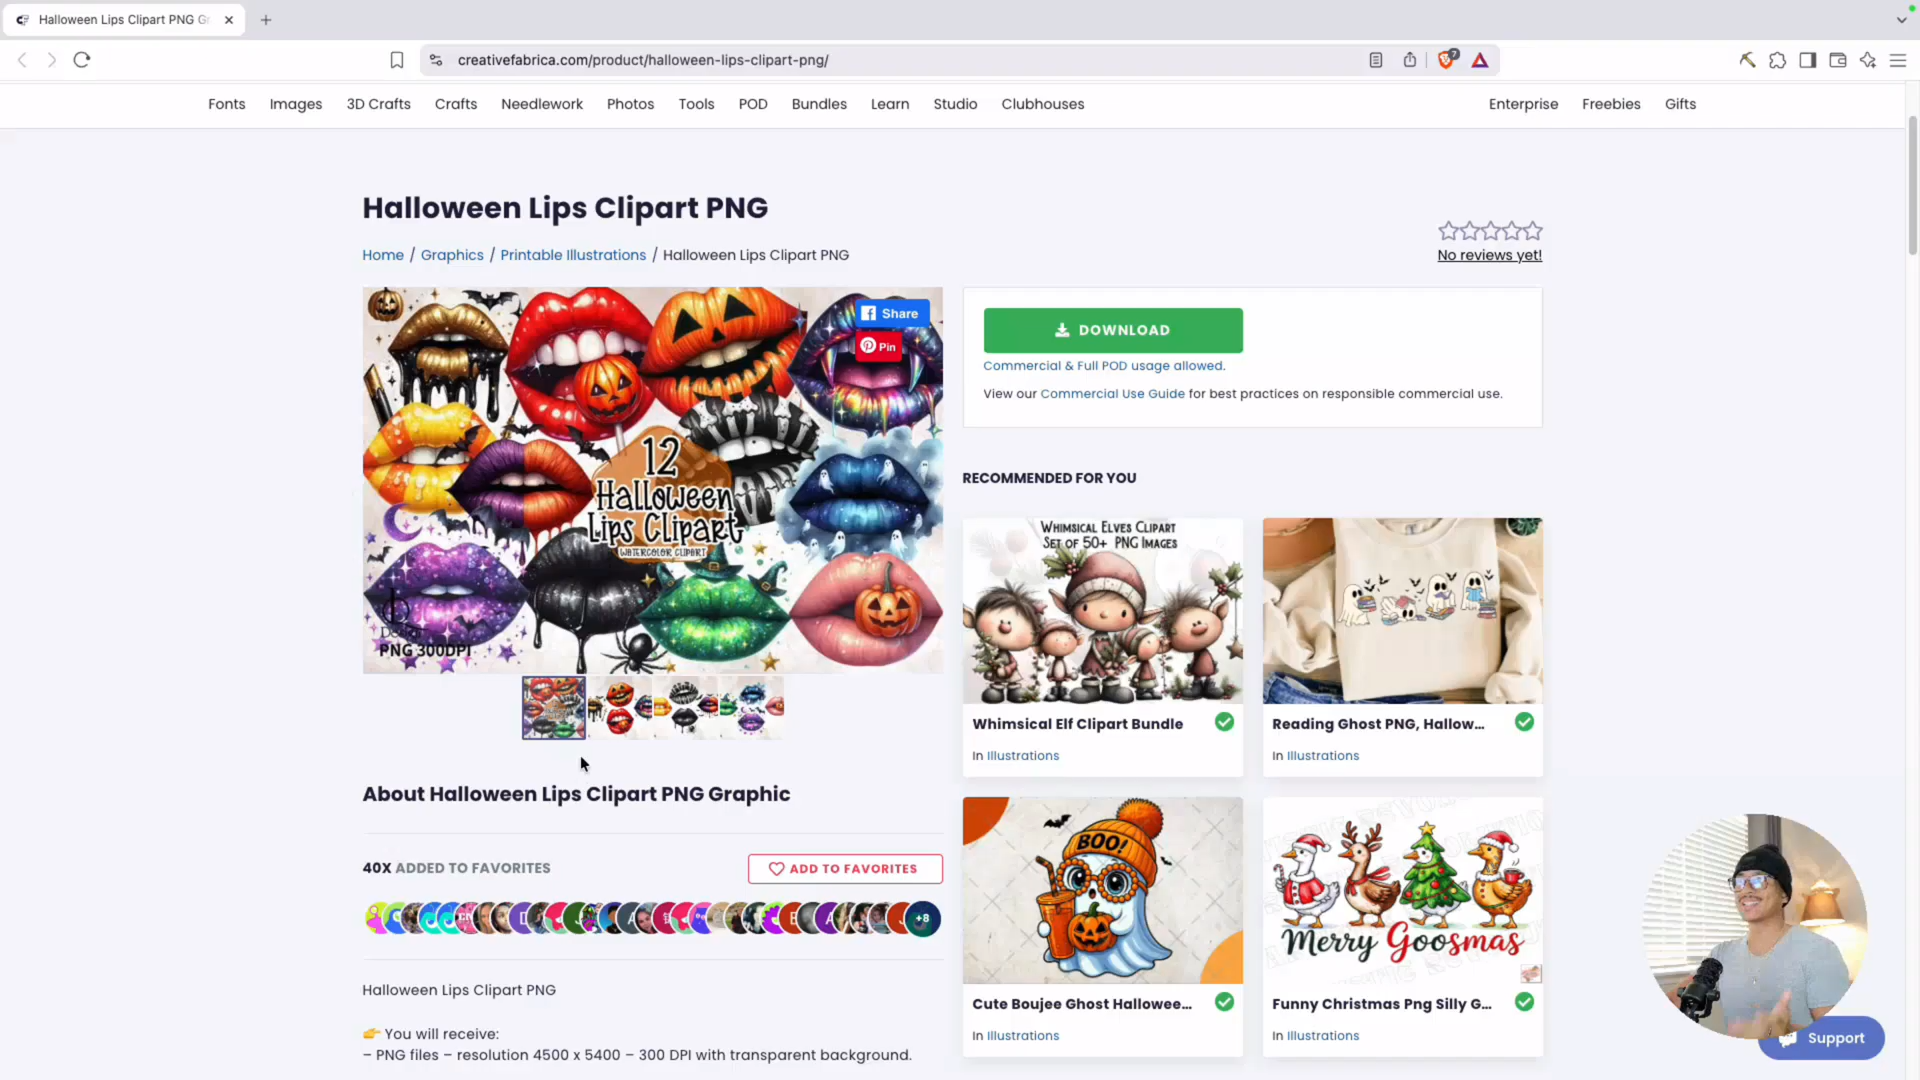 Halloween Lips Clipart PNG Gr
creativefabrica.com/product/halloween-lips-clipart-png/
7
Fonts Images 3D Crafts Crafts Needlework Photos Tools POD Bundles Learn Studio Clubhouses Enterprise Freebies Gifts
Halloween Lips Clipart PNG
Home / Graphics / Printable Illustrations / Halloween Lips Clipart PNG
No reviews yet!
Share
Pin
12
Halloween
Lips Clipart
WATERCOLOR CLIPART
PNG 300DPI
DOWNLOAD
Commercial & Full POD usage allowed.
View our Commercial Use Guide for best practices on responsible commercial use.
RECOMMENDED FOR YOU
WHIMSICAL ELVES CLIPART
SET OF 50+ PNG IMAGES
Whimsical Elf Clipart Bundle
In Illustrations
Reading Ghost PNG, Hallow...
In Illustrations
About Halloween Lips Clipart PNG Graphic
40X ADDED TO FAVORITES
ADD TO FAVORITES
+8
Halloween Lips Clipart PNG
👉 You will receive:
– PNG files – resolution 4500 x 5400 – 300 DPI with transparent background.
BOO!
Cute Boujee Ghost Hallowee...
In Illustrations
Merry Goosmas
Funny Christmas Png Silly G...
In Illustrations
Support